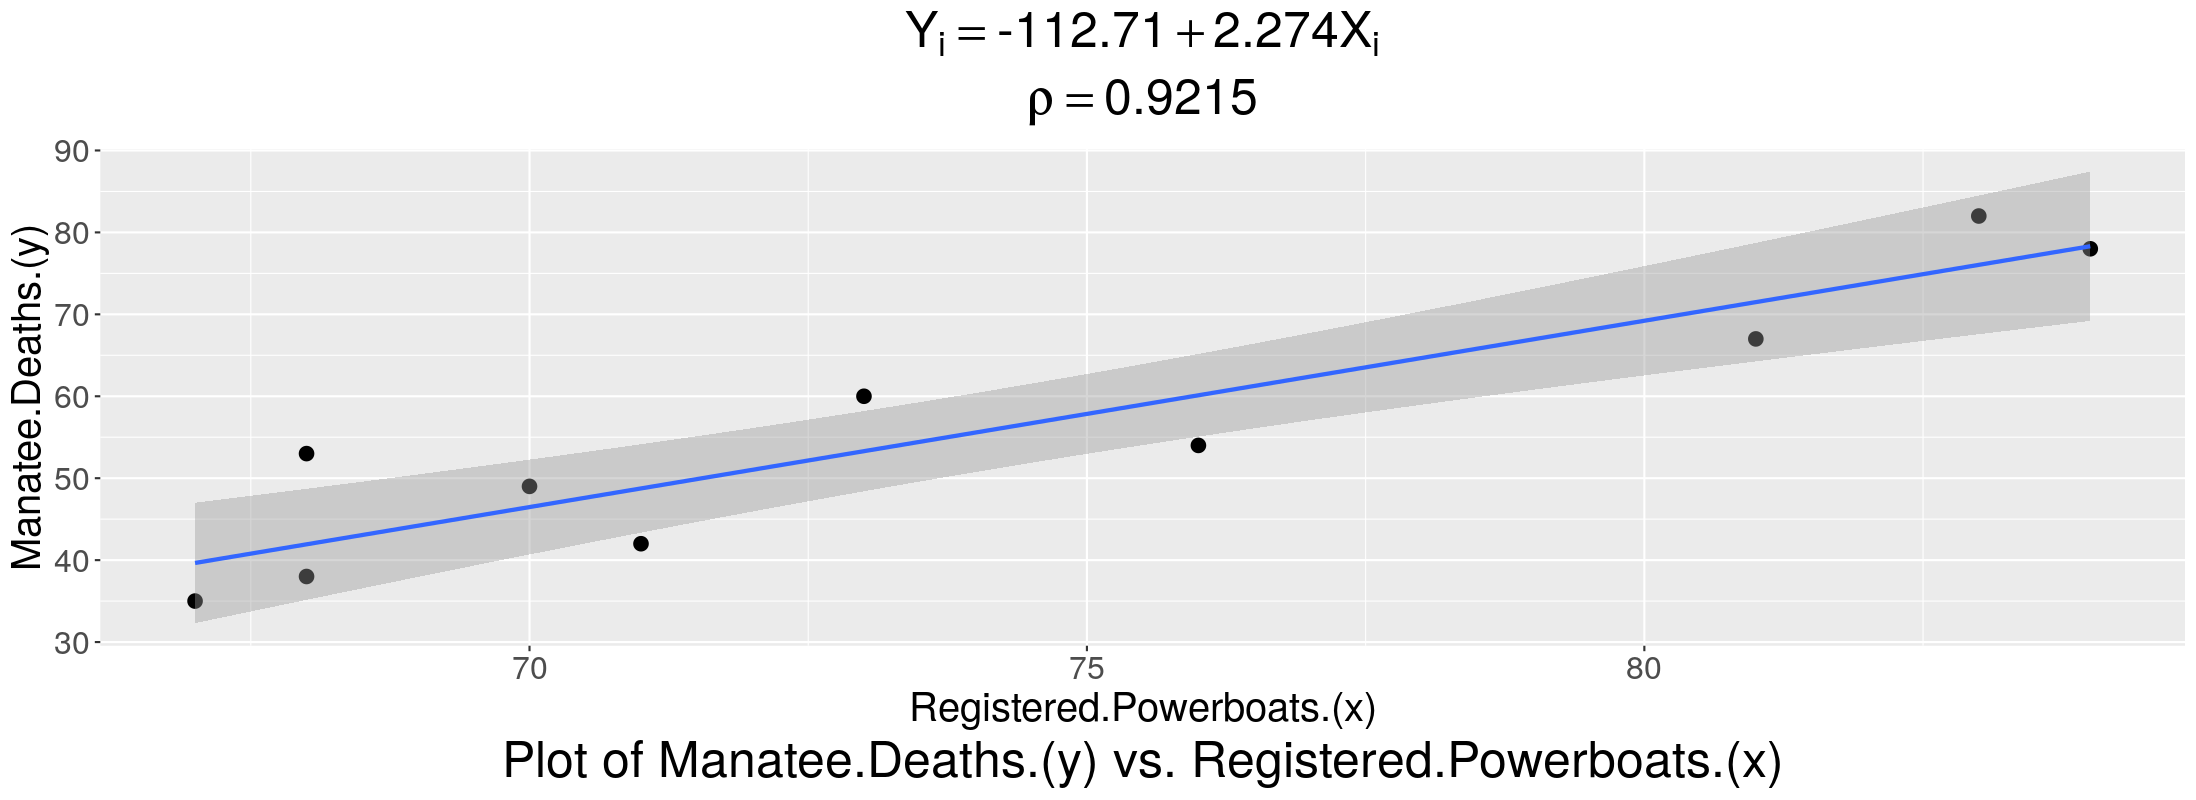 Yᵢ = -112.71 + 2.274Xᵢ
ρ = 0.9215
Manatee.Deaths.(y)
90
80
70
60
50
40
30
70 75 80
Registered.Powerboats.(x)
Plot of Manatee.Deaths.(y) vs. Registered.Powerboats.(x)